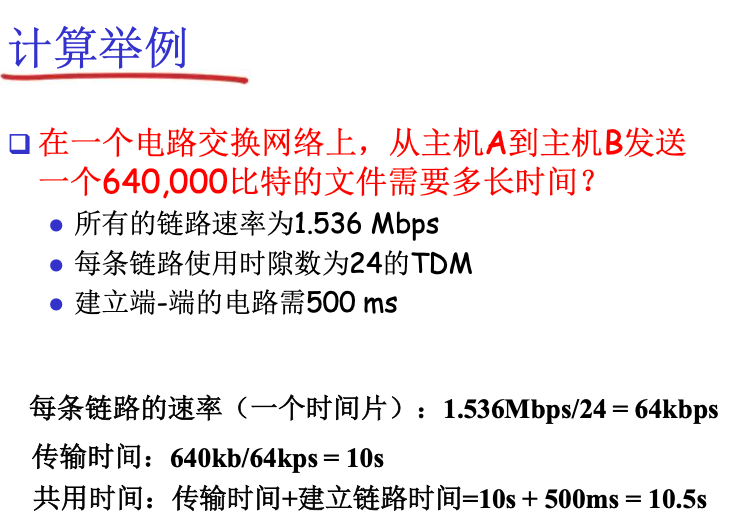 计算举例
在一个电路交换网络上，从主机A到主机B发送
一个640,000比特的文件需要多长时间？
所有的链路速率为1.536 Mbps
每条链路使用时隙数为24的TDM
建立端-端的电路需500 ms
每条链路的速率（一个时间片）：1.536Mbps/24 = 64kbps
传输时间：640kb/64kps = 10s
共用时间：传输时间+建立链路时间=10s + 500ms = 10.5s